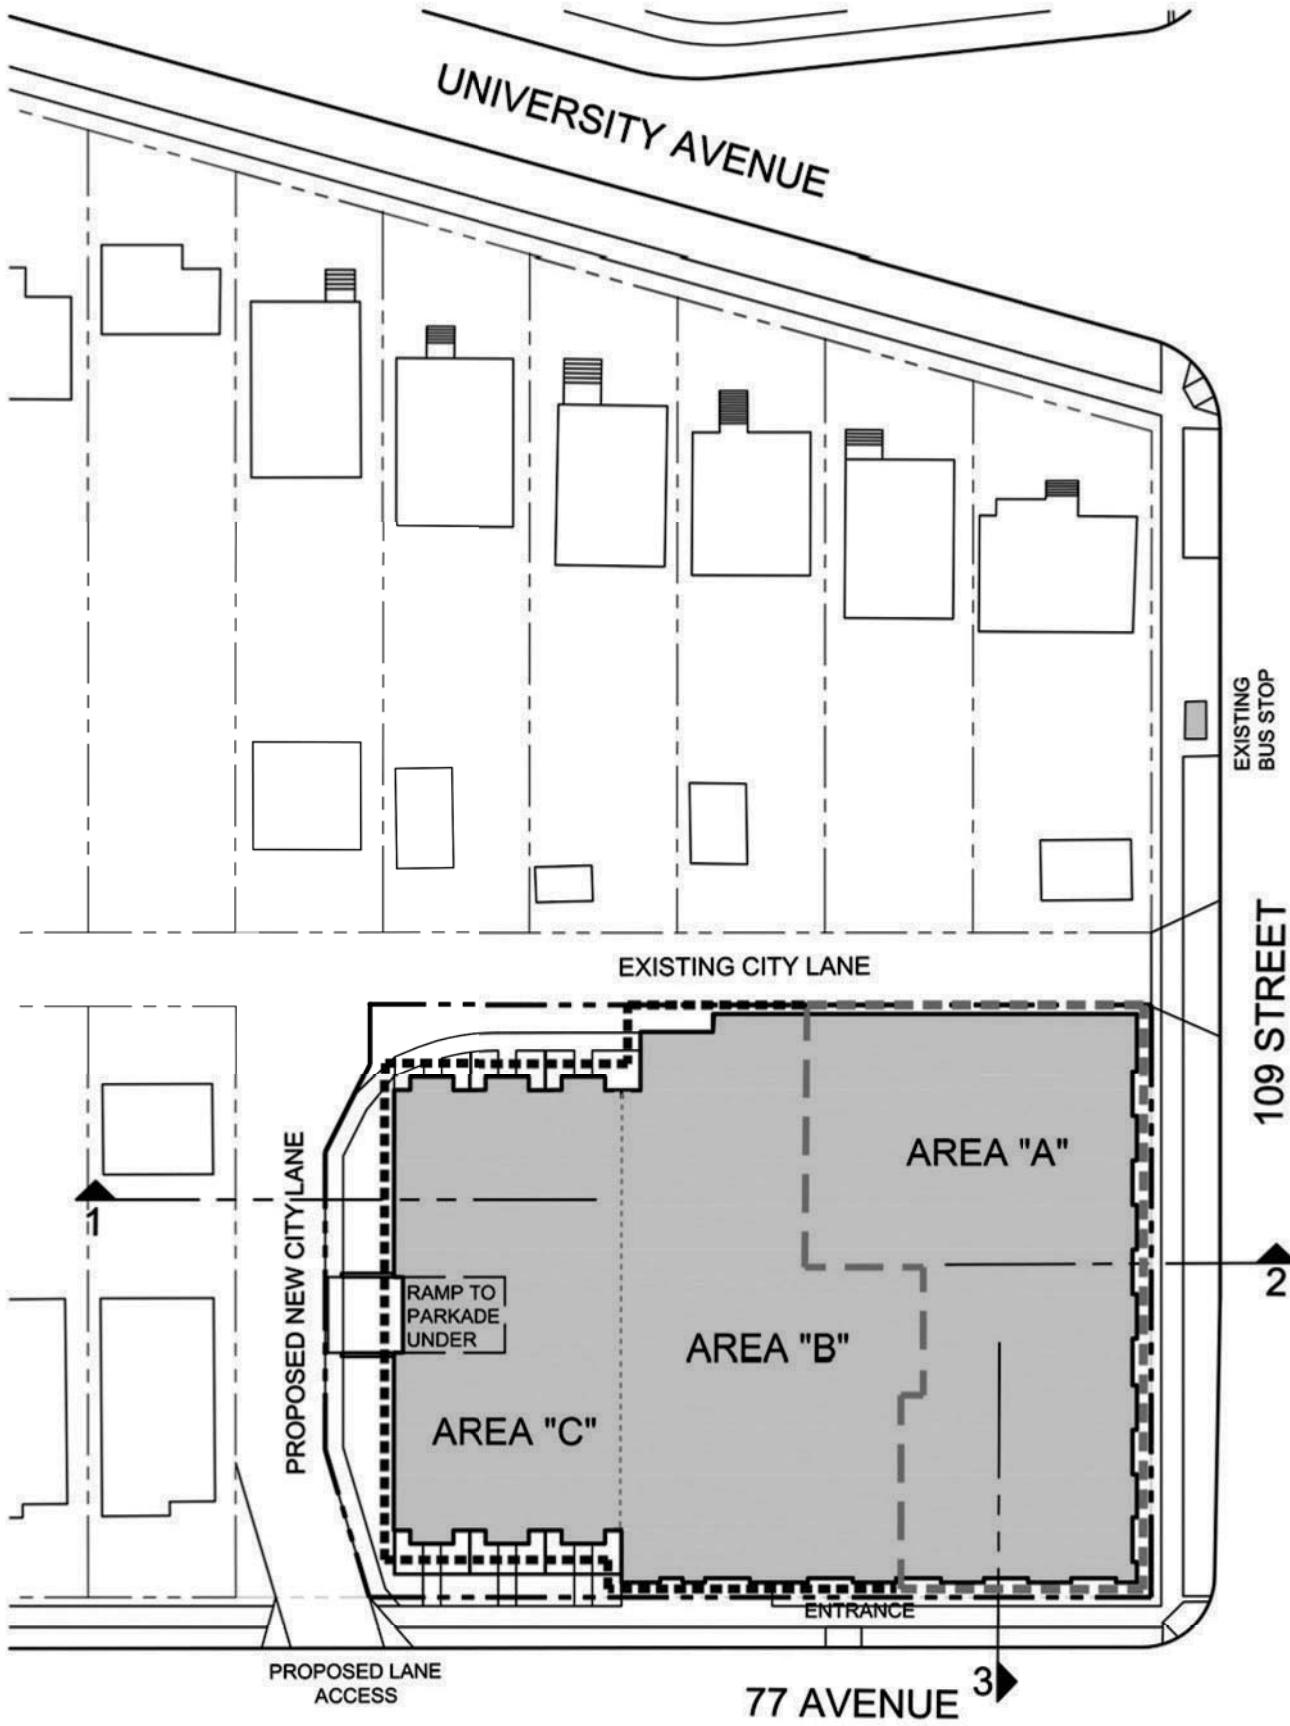 UNIVERSITY AVENUE
EXISTING
BUS STOP
EXISTING CITY LANE
109 STREET
AREA "A"
PROPOSED NEW CITY LANE
1
2
RAMP TO
PARKADE
UNDER
AREA "B"
AREA "C"
ENTRANCE
PROPOSED LANE
ACCESS
77 AVENUE
3